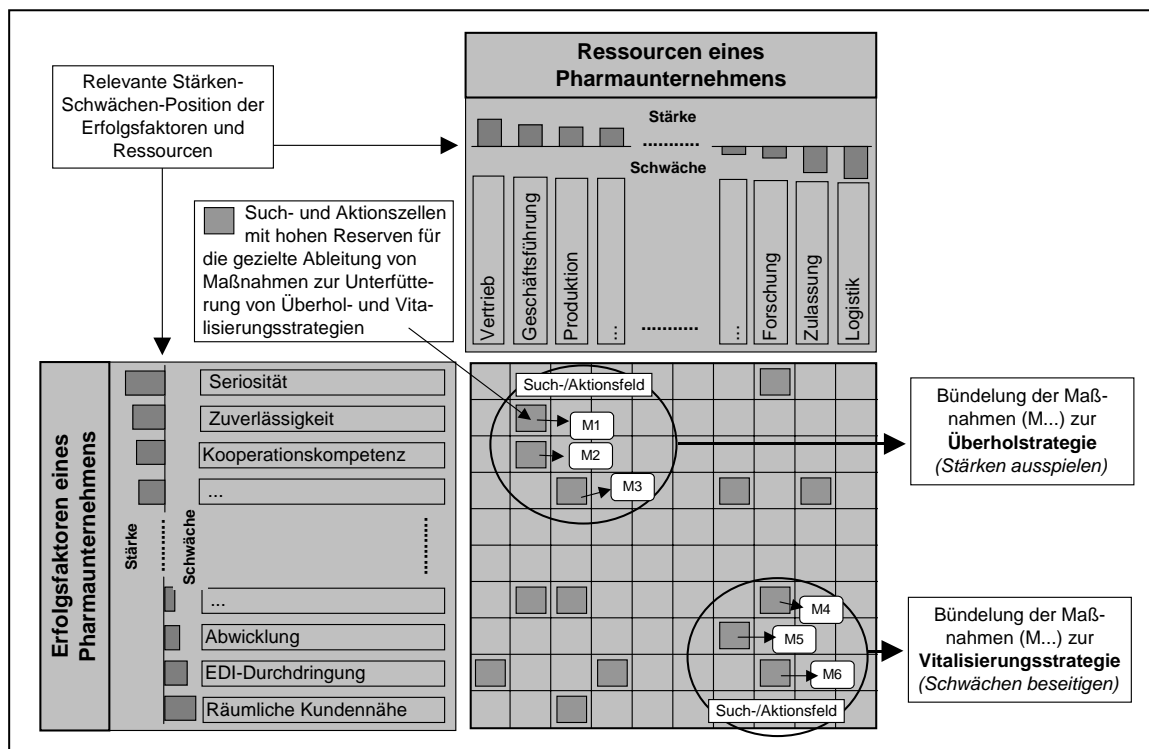 Ressourcen eines
Pharmaunternehmens
Relevante Stärken-
Schwächen-Position der
Erfolgsfaktoren und
Ressourcen
Stärke
...........
Schwäche
Vertrieb
Geschäftsführung
Produktion
...
...........
...
Forschung
Zulassung
Logistik
Such- und Aktionszellen
mit hohen Reserven für
die gezielte Ableitung von
Maßnahmen zur Unterfütte-
rung von Überhol- und Vita-
lisierungsstrategien
Erfolgsfaktoren eines
Pharmaunternehmens
Seriosität
Zuverlässigkeit
Kooperationskompetenz
...
Stärke
...........
Schwäche
...........
...
Abwicklung
EDI-Durchdringung
Räumliche Kundennähe
Such-/Aktionsfeld
M1
M2
M3
M4
M5
M6
Such-/Aktionsfeld
Bündelung der Maß-
nahmen (M...) zur
Überholstrategie
(Stärken ausspielen)
Bündelung der Maß-
nahmen (M...) zur
Vitalisierungsstrategie
(Schwächen beseitigen)